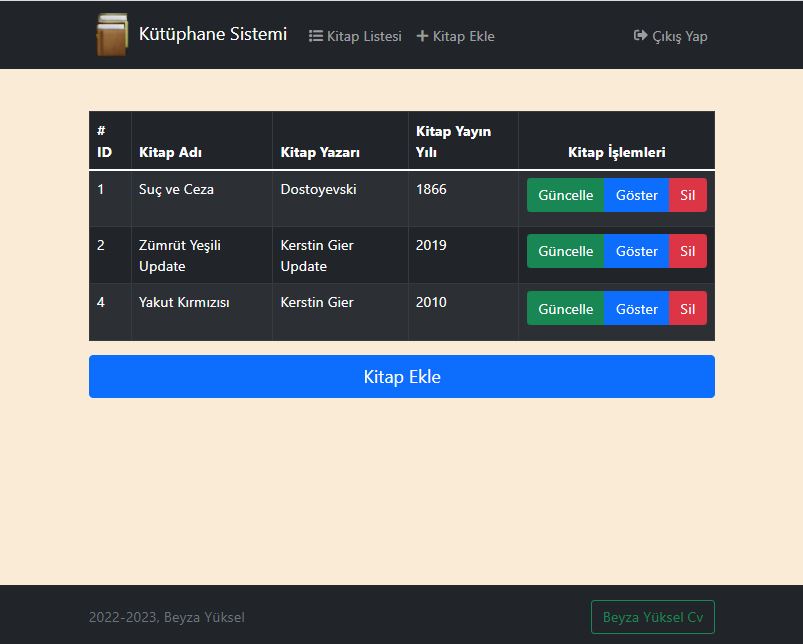 Kütüphane Sistemi Kitap Listesi Kitap Ekle Çıkış Yap
# ID Kitap Adı Kitap Yazarı Kitap Yayın Yılı Kitap İşlemleri
1 Suç ve Ceza Dostoyevski 1866 Güncelle Göster Sil
2 Zümrüt Yeşili Update Kerstin Gier Update 2019 Güncelle Göster Sil
4 Yakut Kırmızısı Kerstin Gier 2010 Güncelle Göster Sil
Kitap Ekle
2022-2023, Beyza Yüksel Beyza Yüksel Cv